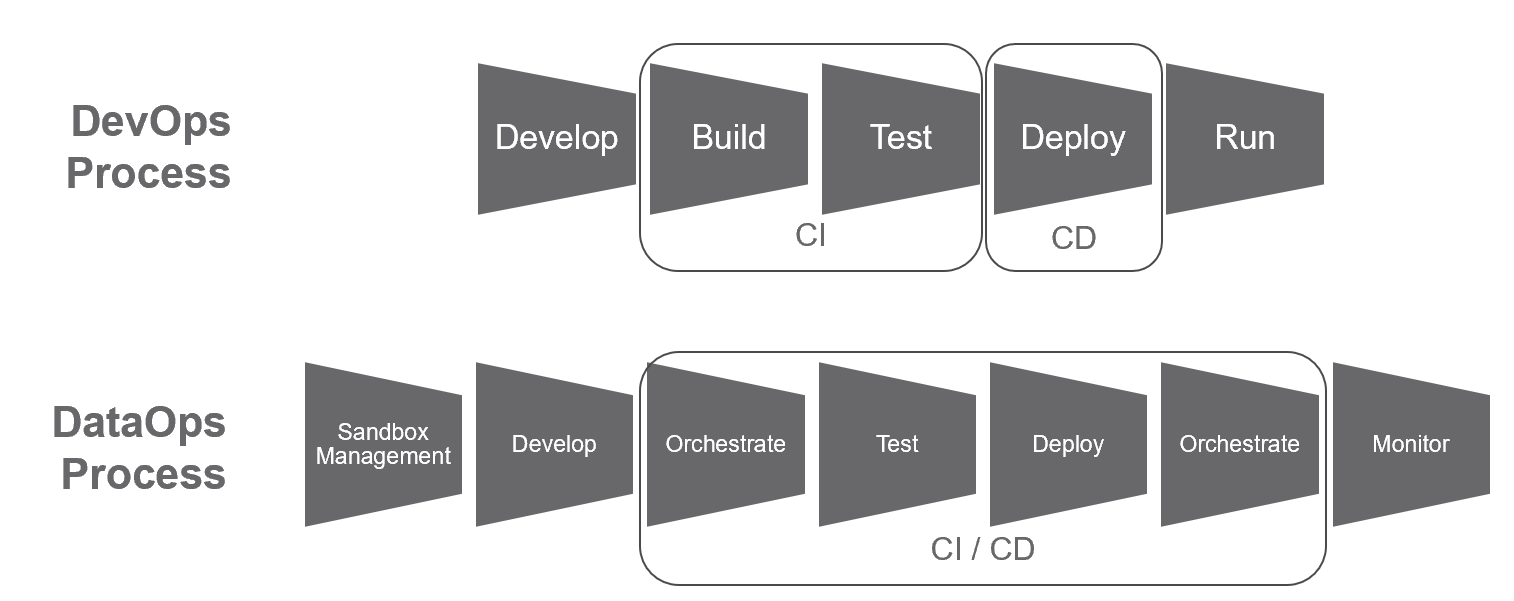 DevOps
Process
Develop
Build
Test
Deploy
Run
CI
CD
DataOps
Process
Sandbox
Management
Develop
Orchestrate
Test
Deploy
Orchestrate
Monitor
CI / CD